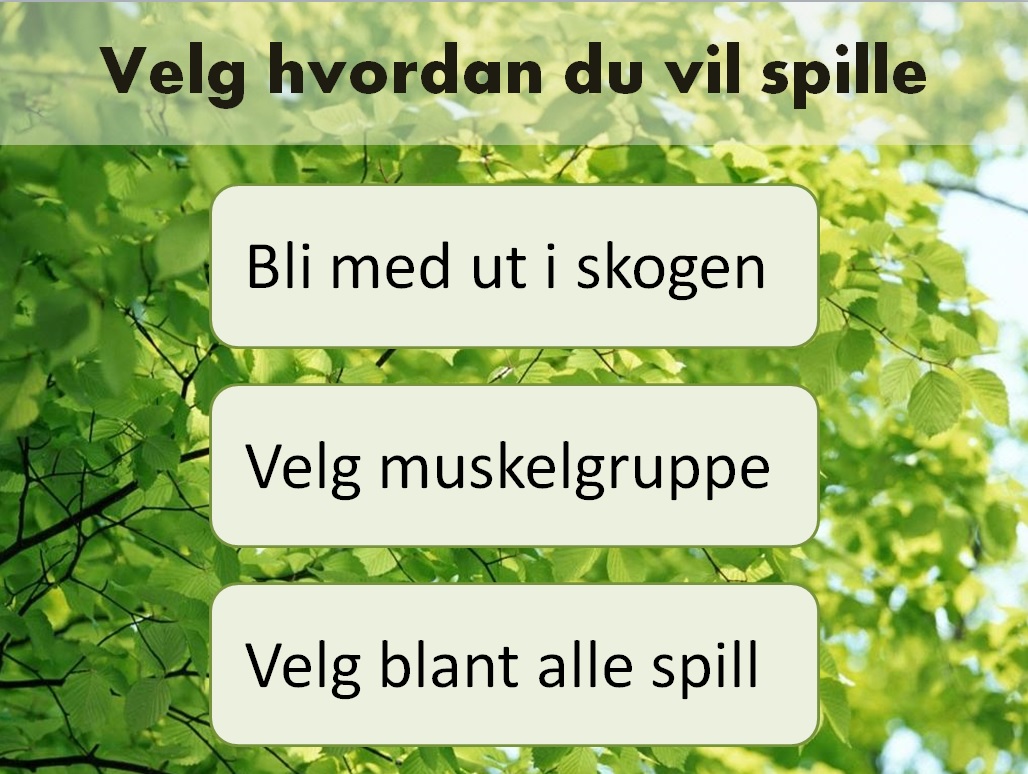 Velg hvordan du vil spille
Bli med ut i skogen
Velg muskelgruppe
Velg blant alle spill